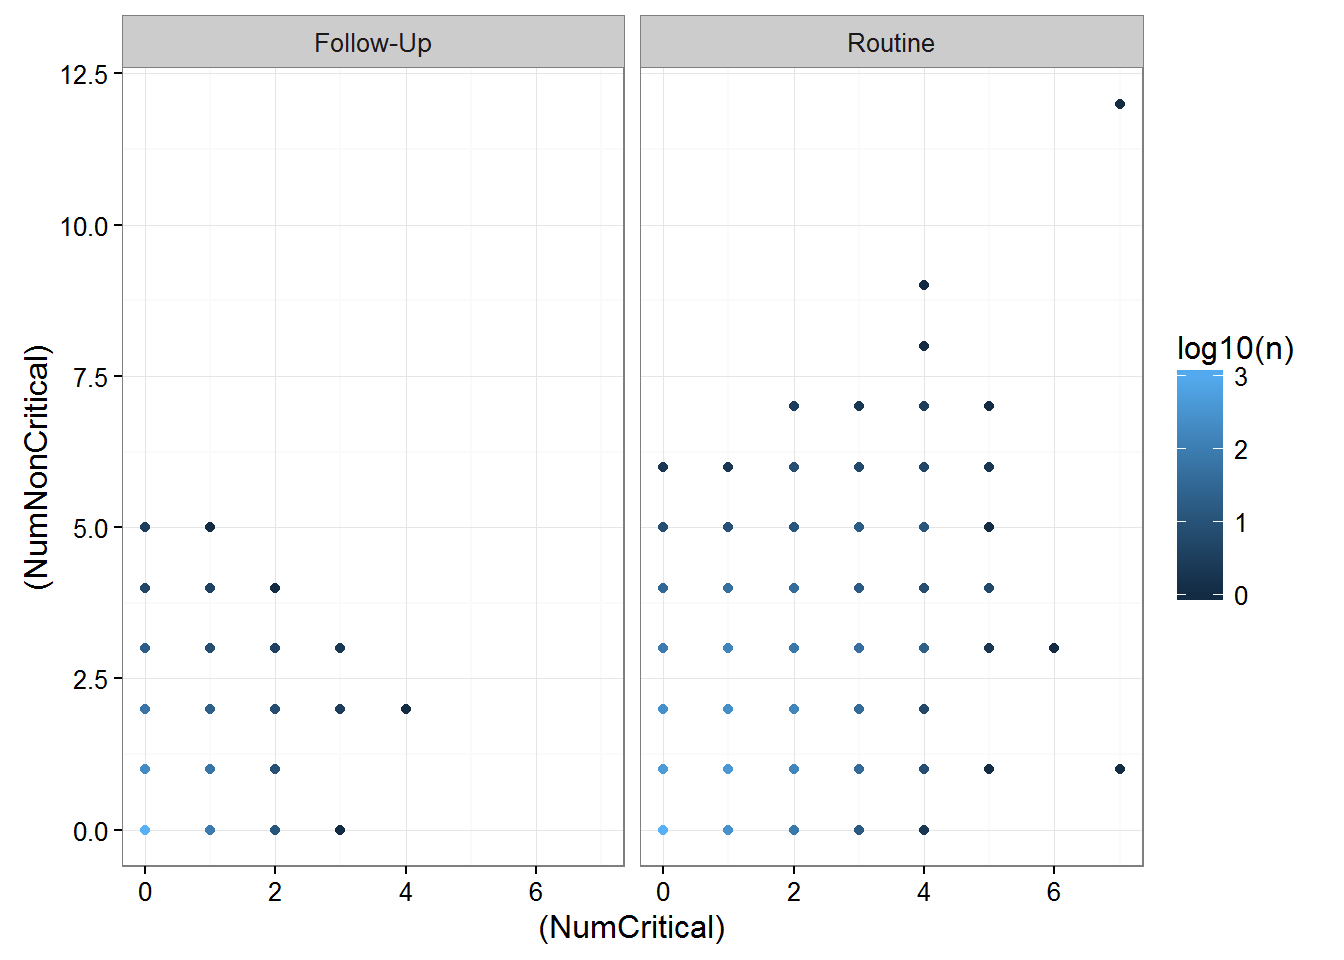 Follow-Up
Routine
12.5
10.0
7.5
5.0
2.5
0.0
(NumNonCritical)
0 2 4 6
0 2 4 6
(NumCritical)
log10(n)
3
2
1
0